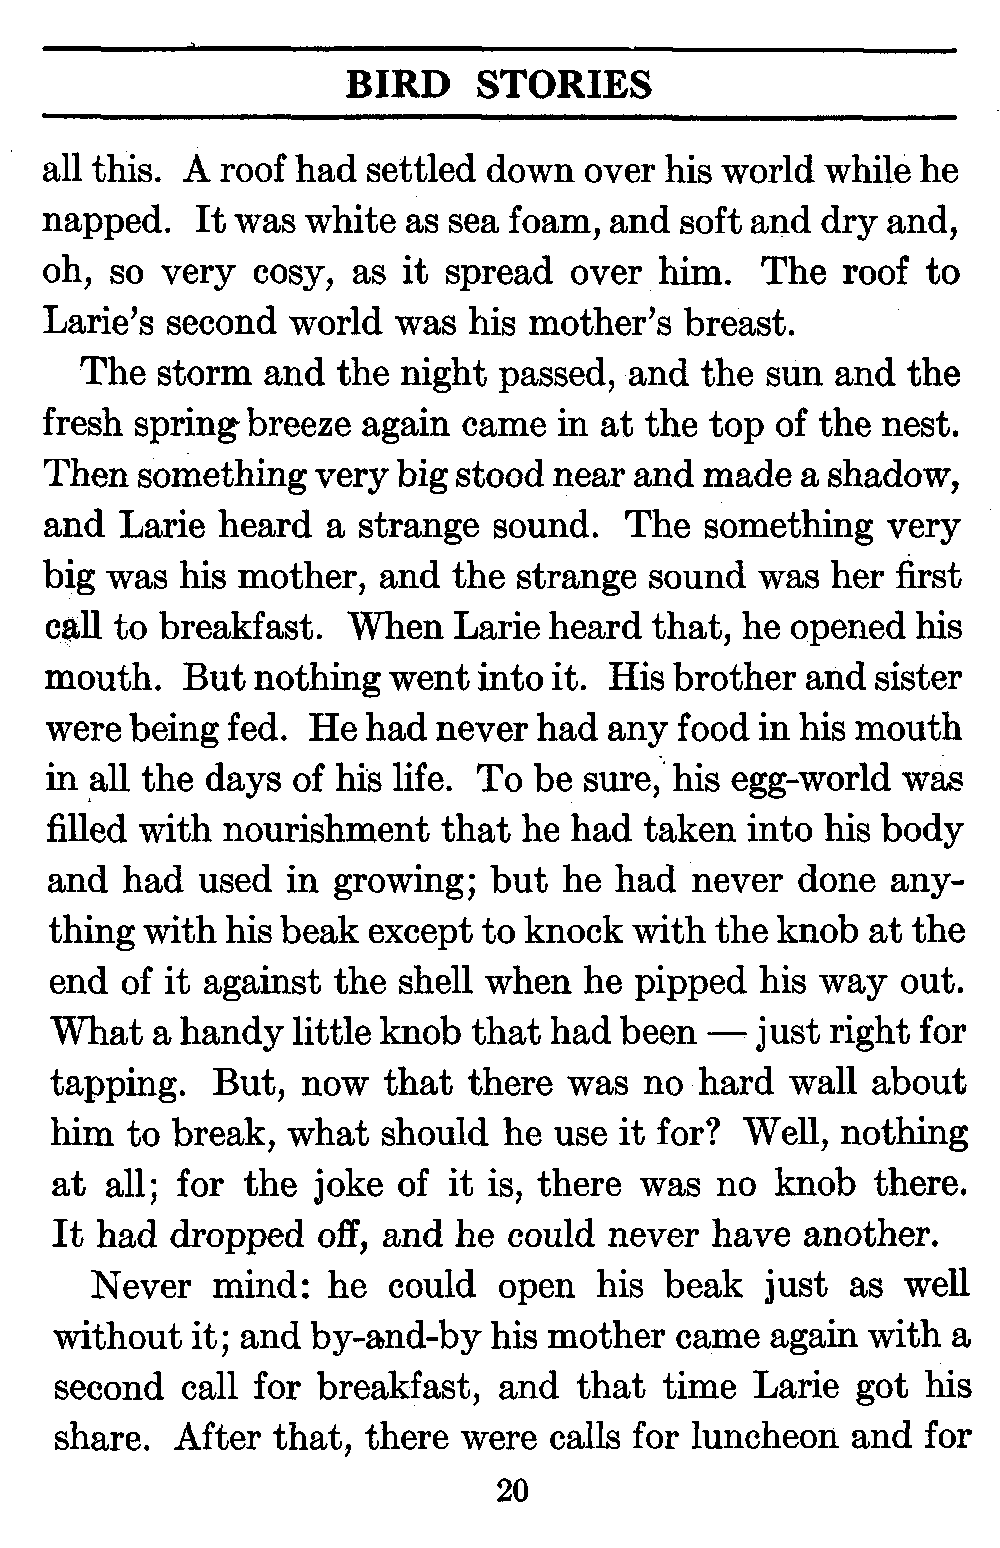 BIRD STORIES
all this. A roof had settled down over his world while he
napped. It was white as sea foam, and soft and dry and,
oh, so very cosy, as it spread over him. The roof to
Larie's second world was his mother's breast.
The storm and the night passed, and the sun and the
fresh spring breeze again came in at the top of the nest.
Then something very big stood near and made a shadow,
and Larie heard a strange sound. The something very
big was his mother, and the strange sound was her first
call to breakfast. When Larie heard that, he opened his
mouth. But nothing went into it. His brother and sister
were being fed. He had never had any food in his mouth
in all the days of his life. To be sure, his egg-world was
filled with nourishment that he had taken into his body
and had used in growing; but he had never done any-
thing with his beak except to knock with the knob at the
end of it against the shell when he pipped his way out.
What a handy little knob that had been — just right for
tapping. But, now that there was no hard wall about
him to break, what should he use it for? Well, nothing
at all; for the joke of it is, there was no knob there.
It had dropped off, and he could never have another.
Never mind: he could open his beak just as well
without it; and by-and-by his mother came again with a
second call for breakfast, and that time Larie got his
share. After that, there were calls for luncheon and for
20